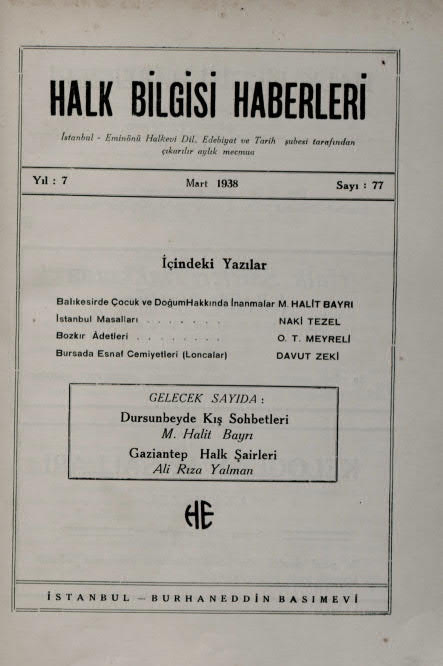 HALK BİLGİSİ HABERLERİ
İstanbul - Eminönü Halkevi Dil, Edebiyat ve Tarih şubesi tarafından
çıkarılır aylık mecmua
Yıl : 7 Mart 1938 Sayı : 77
İçindeki Yazılar
Balıkesirde Çocuk ve DoğumHakkında İnanmalar M. HALİT BAYRI
İstanbul Masalları . . . . . . . NAKİ TEZEL
Bozkır Âdetleri . . . . . . . . O. T. MEYRELİ
Bursada Esnaf Cemiyetleri (Loncalar) DAVUT ZEKİ
GELECEK SAYIDA :
Dursunbeyde Kış Sohbetleri
M. Halit Bayrı
Gaziantep Halk Şairleri
Ali Rıza Yalman
HE
İSTANBUL — BURHANEDDİN BASIMEVİ